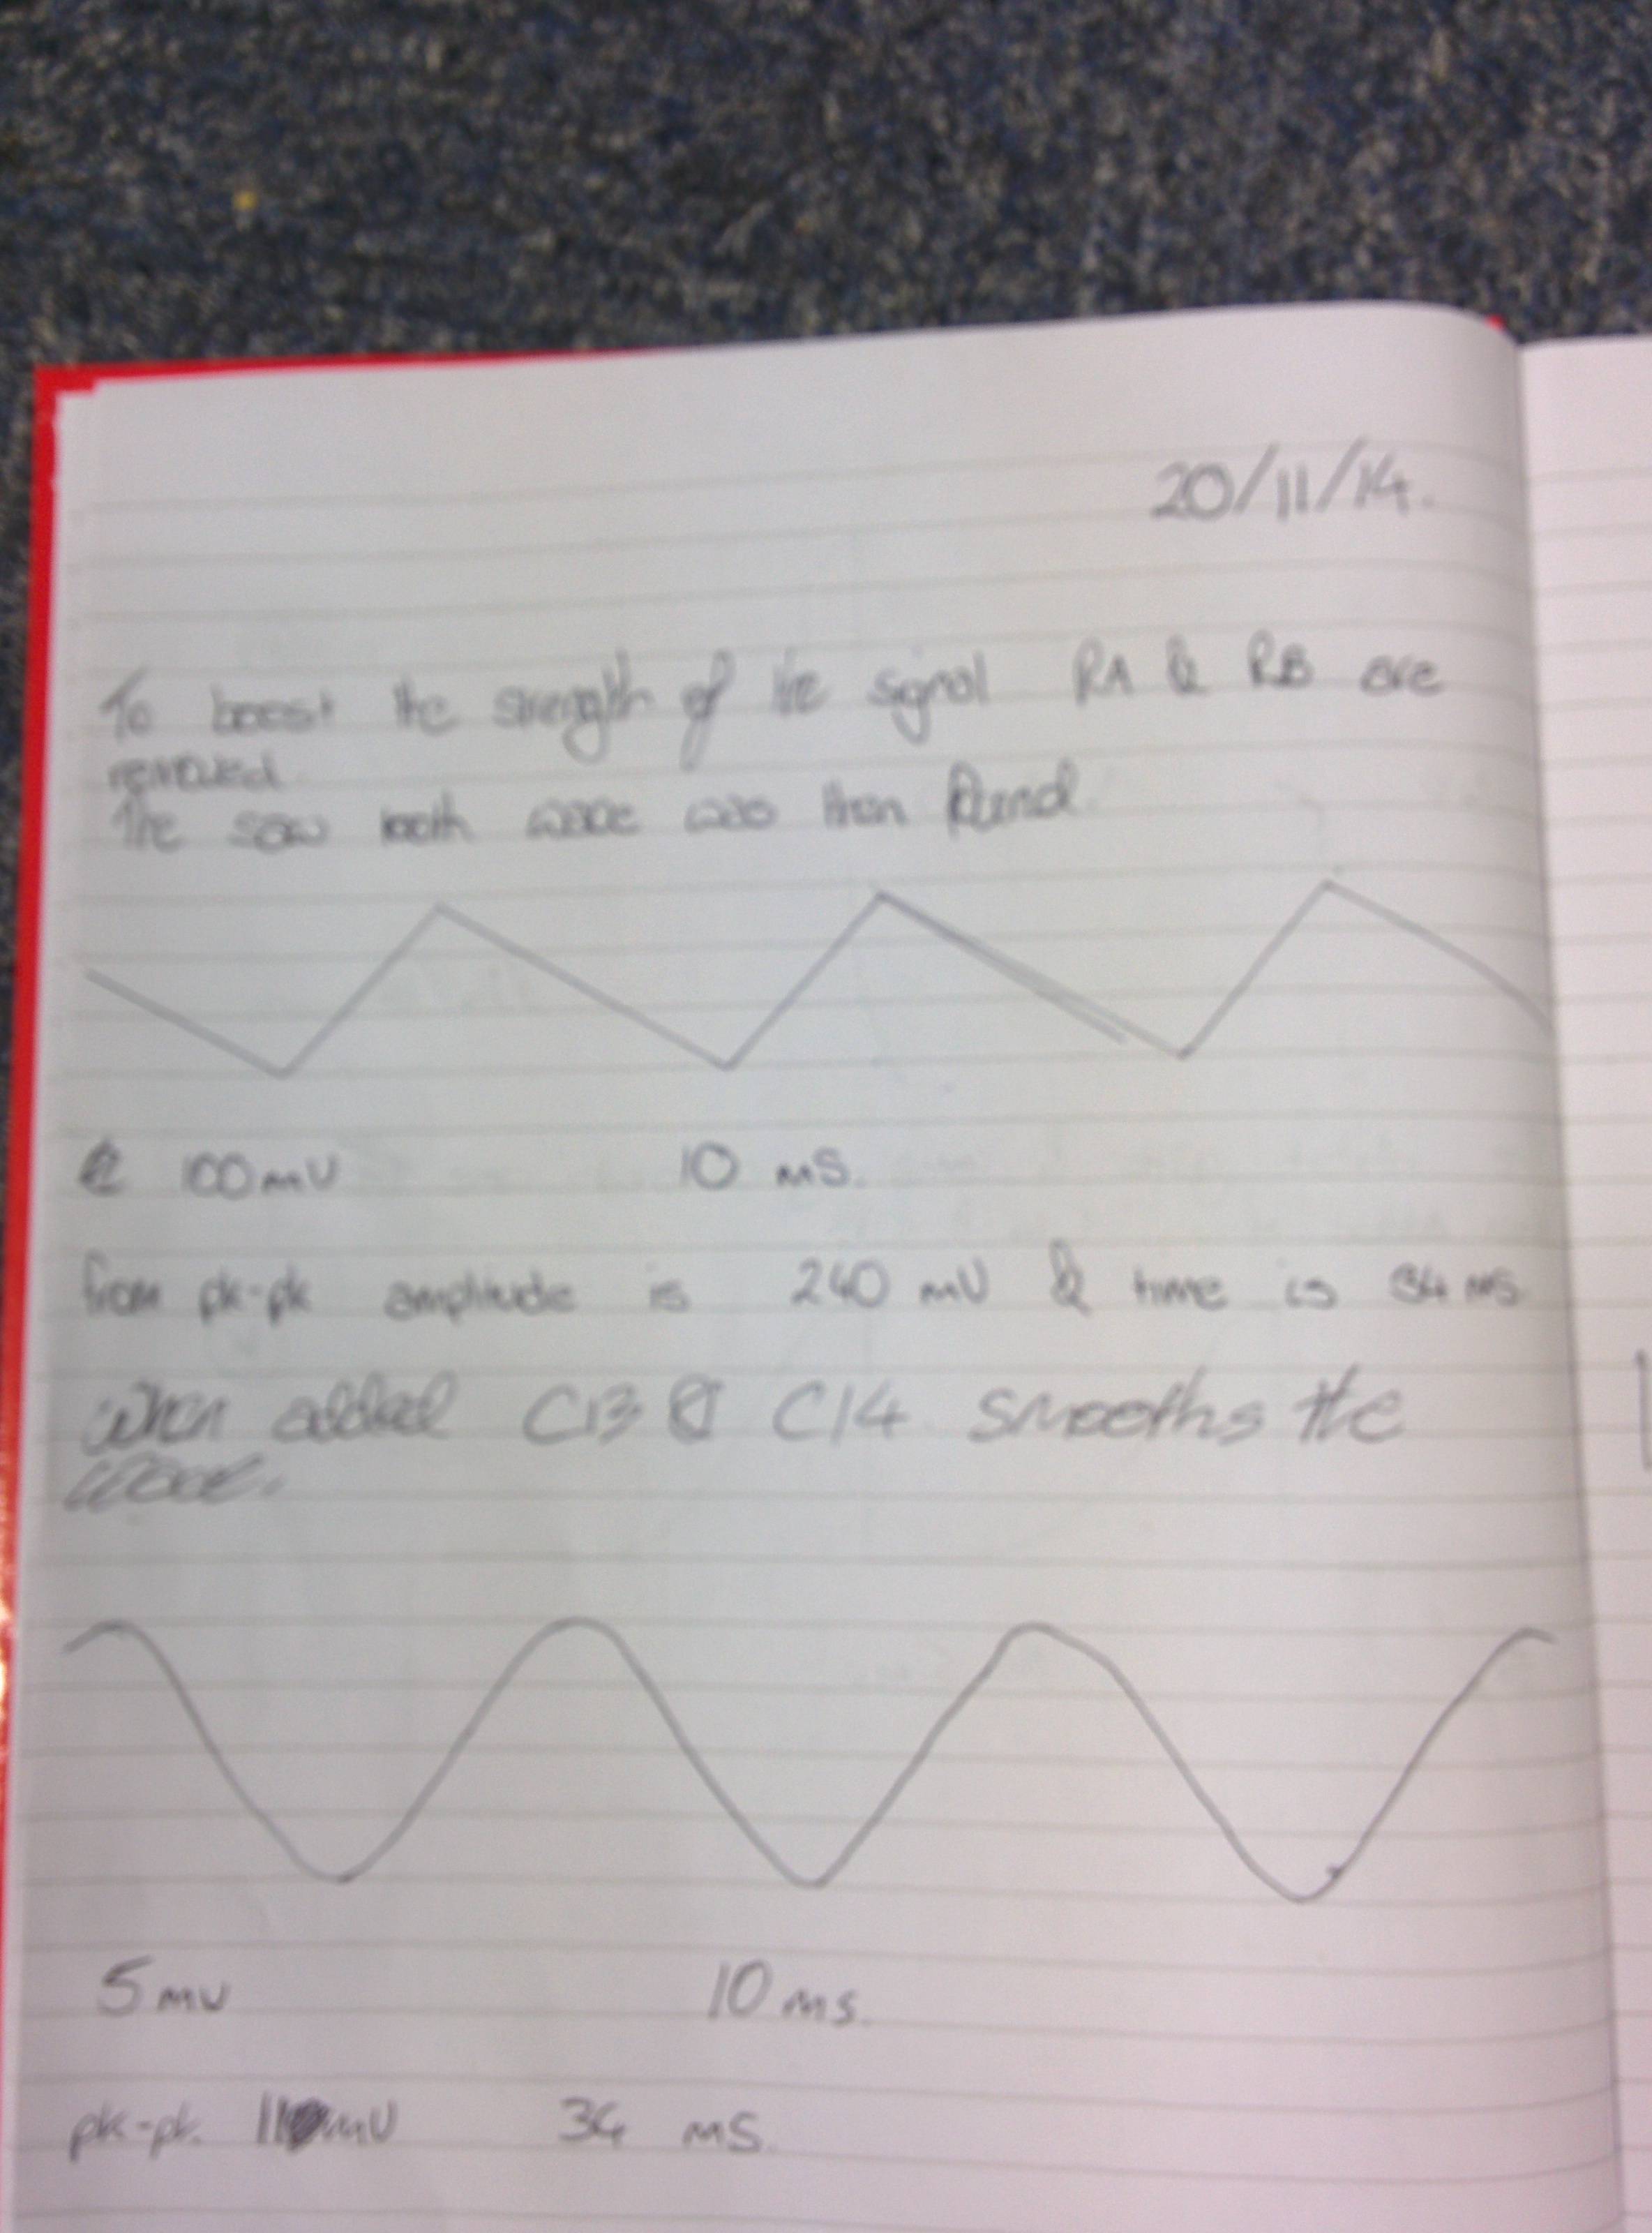 20/11/14.
To boost the strength of the signal RA & RB are
removed
The saw tooth wave was then found
100mV 10 mS.
from pk-pk amplitude is 240 mV & time is 34 mS.
when added C13 & C14 smooths the
wave.
5mV 10 ms.
pk-pk. 11 mV 34 mS.